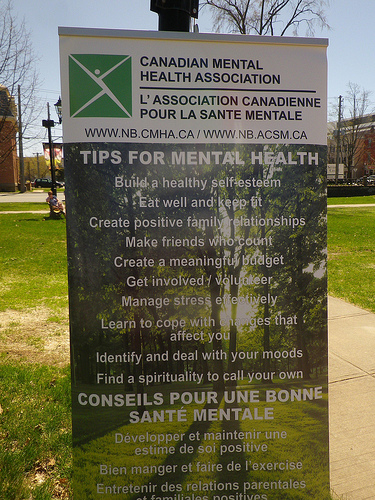 CANADIAN MENTAL
HEALTH ASSOCIATION
L' ASSOCIATION CANADIENNE
POUR LA SANTE MENTALE
WWW.NB.CMHA.CA / WWW.NB.ACSM.CA
TIPS FOR MENTAL HEALTH
Build a healthy self-esteem
Eat well and keep fit
Create positive family relationships
Make friends who count
Create a meaningful budget
Get involved / volunteer
Manage stress effectively
Learn to cope with changes that
affect you
Identify and deal with your moods
Find a spirituality to call your own
CONSEILS POUR UNE BONNE
SANTÉ MENTALE
Développer et maintenir une
estime de soi positive
Bien manger et faire de l'exercise
Entretenir des relations parentales
et familiales positives